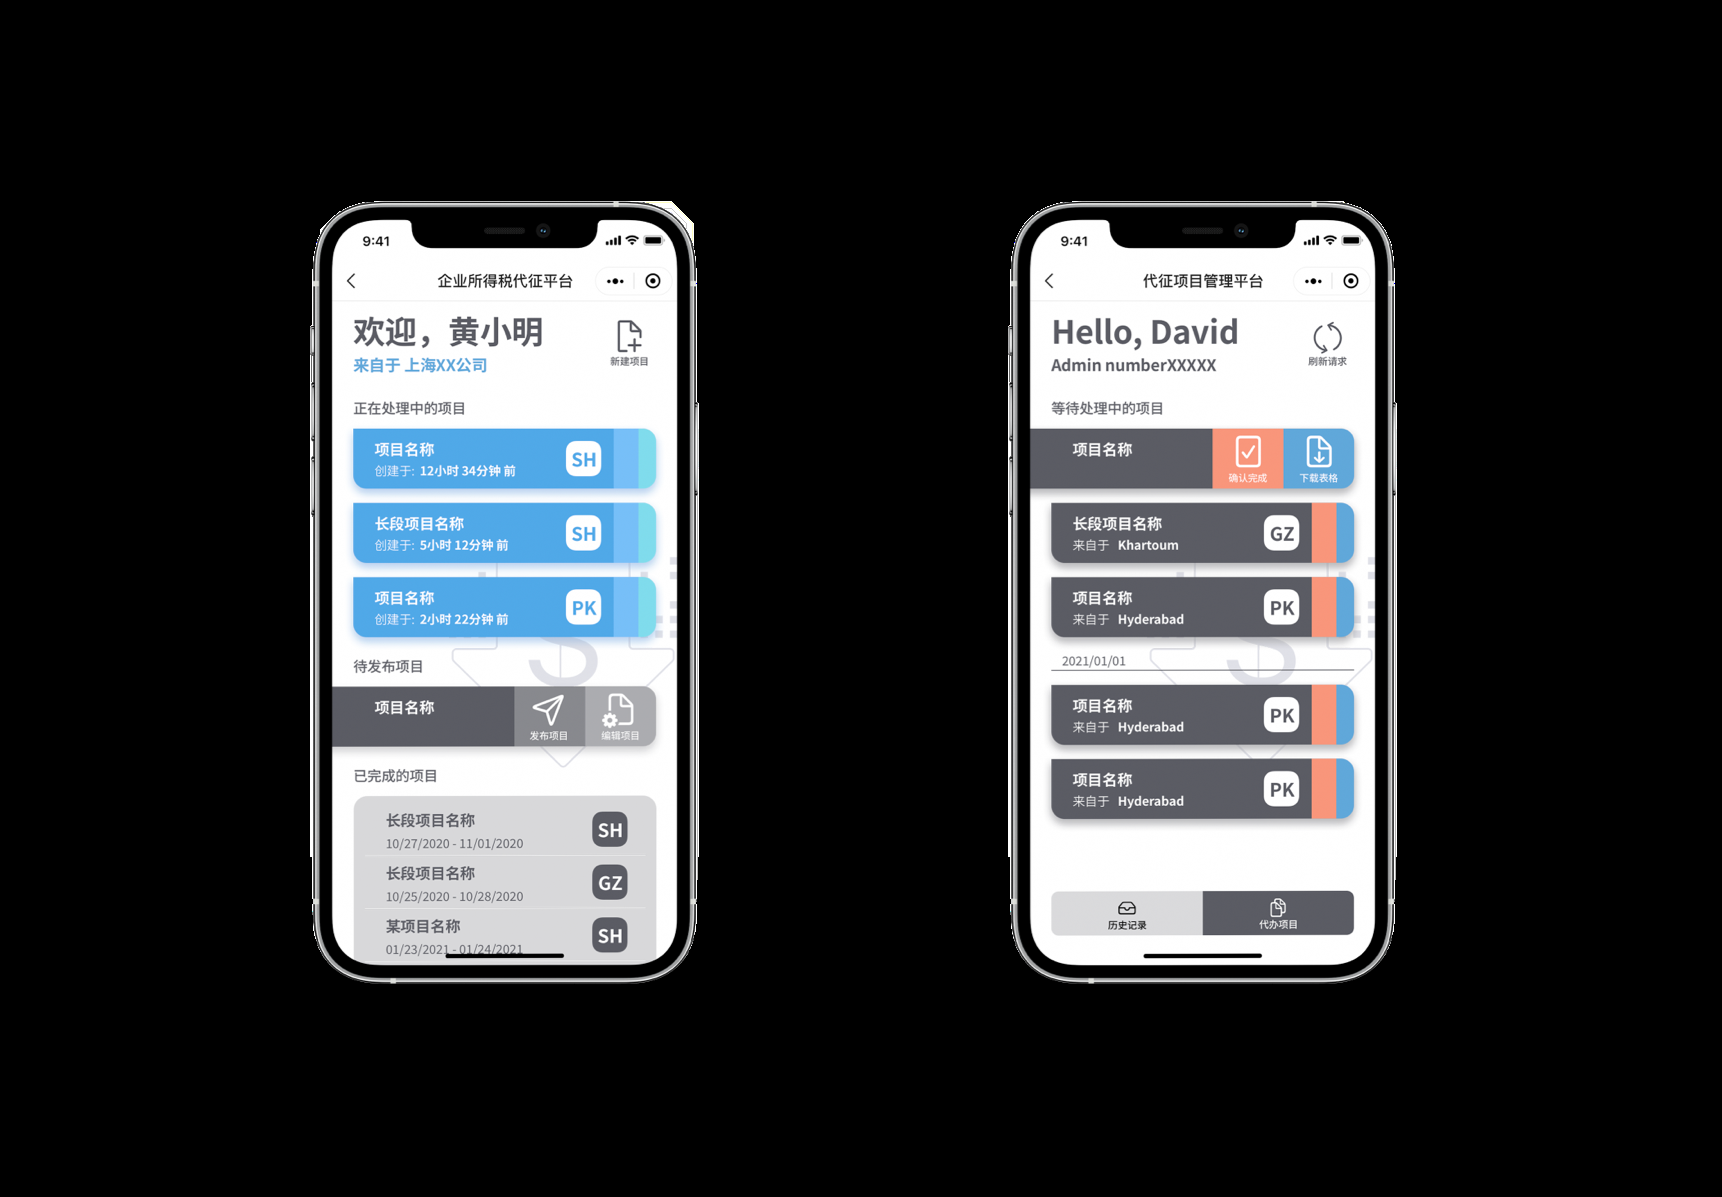 9:41
企业所得税代征平台
欢迎，黄小明
来自于 上海XX公司
新建项目
正在处理中的项目
项目名称
创建于: 12小时 34分钟 前
SH
长段项目名称
创建于: 5小时 12分钟 前
SH
项目名称
创建于: 2小时 22分钟 前
PK
待发布项目
项目名称
发布项目
编辑项目
已完成的项目
长段项目名称
10/27/2020 - 11/01/2020
SH
长段项目名称
10/25/2020 - 10/28/2020
GZ
某项目名称
01/23/2021 - 01/24/2021
SH
9:41
代征项目管理平台
Hello, David
Admin numberXXXXX
刷新请求
等待处理中的项目
项目名称
确认完成
下载表格
长段项目名称
来自于 Khartoum
GZ
项目名称
来自于 Hyderabad
PK
2021/01/01
项目名称
来自于 Hyderabad
PK
项目名称
来自于 Hyderabad
PK
历史记录
代办项目